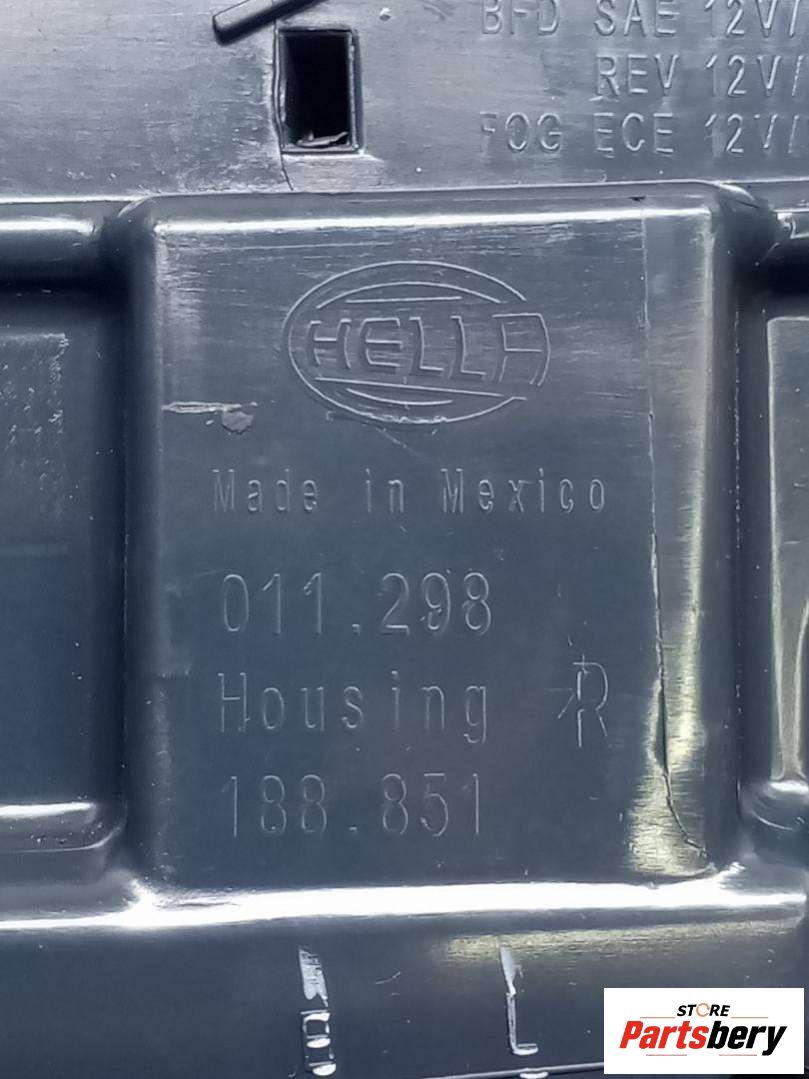 BFD SAE 12V/
REV 12V/
FOG ECE 12V/
HELLA
Made in Mexico
011.298
Housing R
188.851
L
STORE
Partsbery